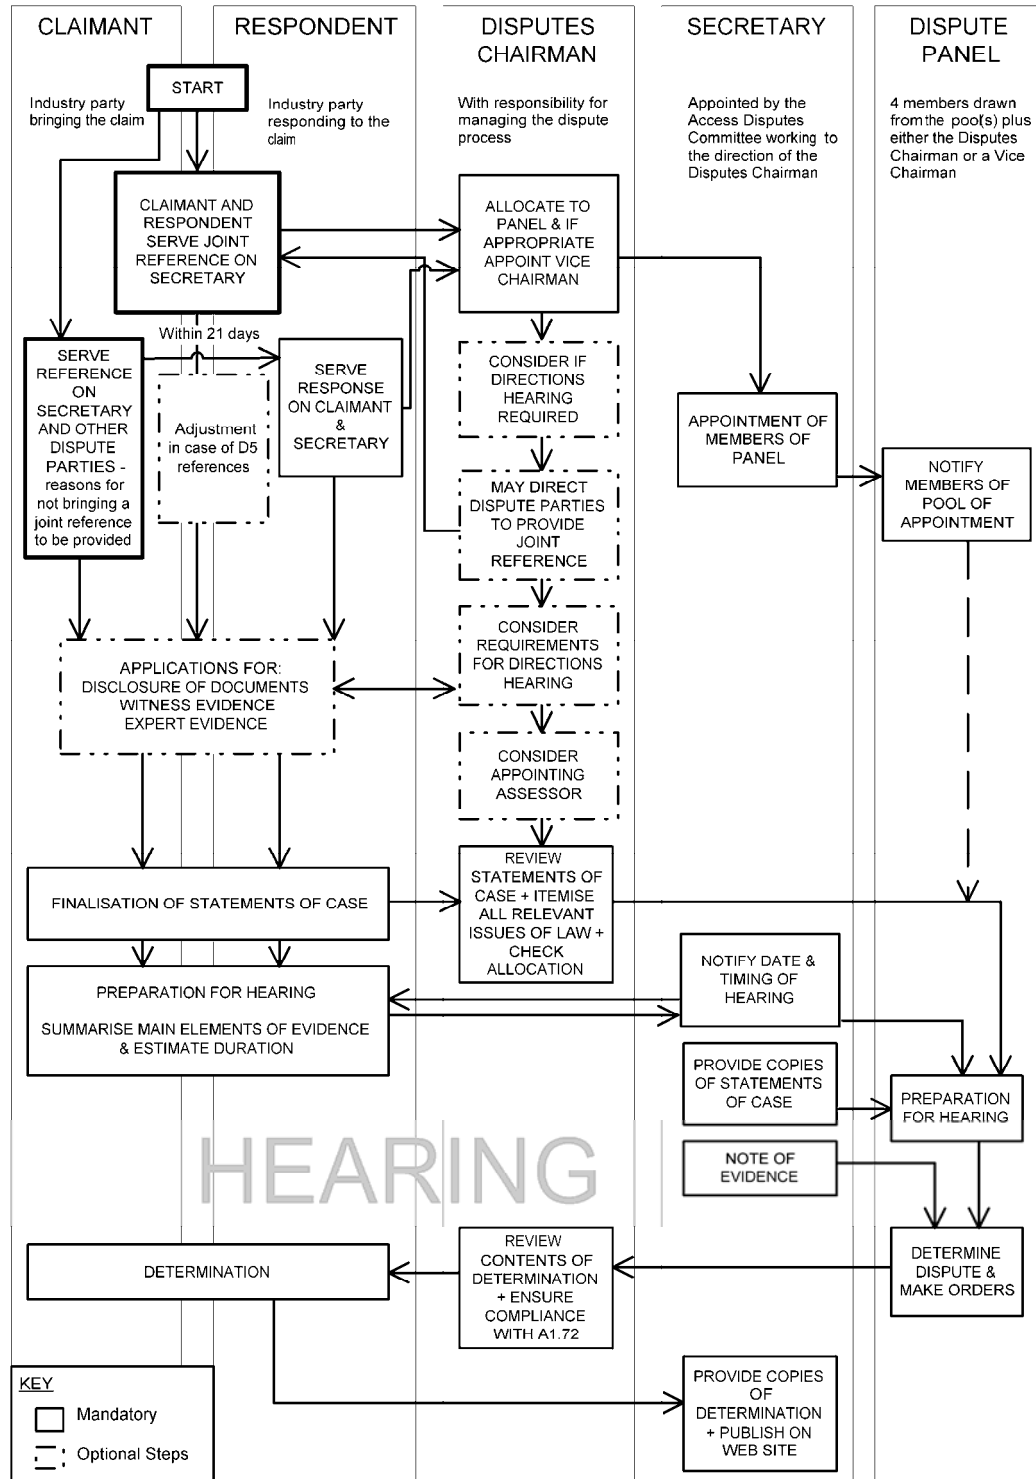 CLAIMANT
RESPONDENT
DISPUTES
CHAIRMAN
SECRETARY
DISPUTE
PANEL
START
Industry party
bringing the claim
Industry party
responding to the
claim
With responsibility for
managing the dispute
process
Appointed by the
Access Disputes
Committee working to
the direction of the
Disputes Chairman
4 members drawn
from the pool(s) plus
either the Disputes
Chairman or a Vice
Chairman
CLAIMANT AND
RESPONDENT
SERVE JOINT
REFERENCE ON
SECRETARY
ALLOCATE TO
PANEL & IF
APPROPRIATE
APPOINT VICE
CHAIRMAN
Within 21 days
SERVE
REFERENCE
ON
SECRETARY
AND OTHER
DISPUTE
PARTIES -
reasons for
not bringing a
joint reference
to be provided
Adjustment
in case of D5
references
SERVE
RESPONSE
ON CLAIMANT
&
SECRETARY
CONSIDER IF
DIRECTIONS
HEARING
REQUIRED
APPOINTMENT OF
MEMBERS OF
PANEL
NOTIFY
MEMBERS OF
POOL OF
APPOINTMENT
MAY DIRECT
DISPUTE PARTIES
TO PROVIDE
JOINT
REFERENCE
CONSIDER
REQUIREMENTS
FOR DIRECTIONS
HEARING
APPLICATIONS FOR:
DISCLOSURE OF DOCUMENTS
WITNESS EVIDENCE
EXPERT EVIDENCE
CONSIDER
APPOINTING
ASSESSOR
FINALISATION OF STATEMENTS OF CASE
REVIEW
STATEMENTS OF
CASE + ITEMISE
ALL RELEVANT
ISSUES OF LAW +
CHECK
ALLOCATION
PREPARATION FOR HEARING
SUMMARISE MAIN ELEMENTS OF EVIDENCE
& ESTIMATE DURATION
NOTIFY DATE &
TIMING OF
HEARING
PROVIDE COPIES
OF STATEMENTS
OF CASE
PREPARATION
FOR HEARING
HEARING
NOTE OF
EVIDENCE
DETERMINATION
REVIEW
CONTENTS OF
DETERMINATION
+ ENSURE
COMPLIANCE
WITH A1.72
DETERMINE
DISPUTE &
MAKE ORDERS
PROVIDE COPIES
OF
DETERMINATION
+ PUBLISH ON
WEB SITE
KEY
Mandatory
Optional Steps